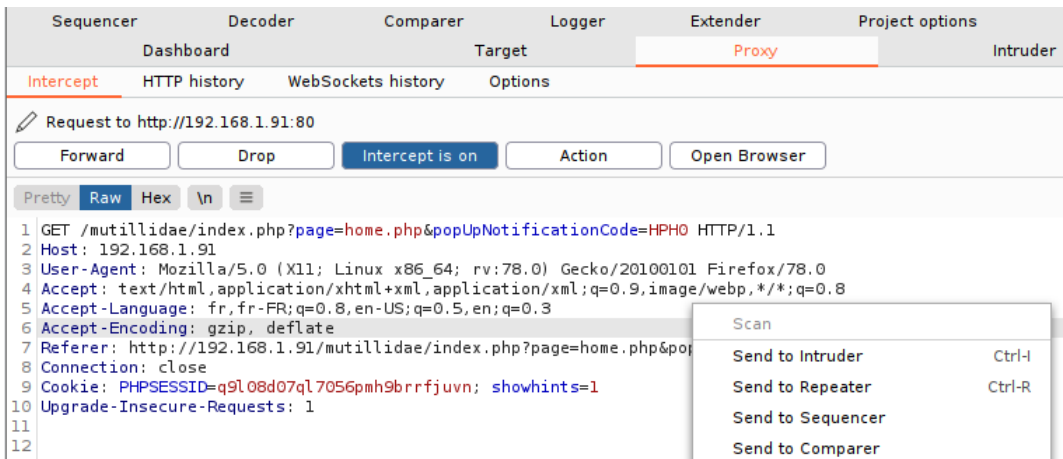 Sequencer Decoder Comparer Logger Extender Project options
Dashboard Target Proxy Intruder
Intercept HTTP history WebSockets history Options
Request to http://192.168.1.91:80
Forward Drop Intercept is on Action Open Browser
Pretty Raw Hex \n
1 GET /mutillidae/index.php?page=home.php&popUpNotificationCode=HPH0 HTTP/1.1
2 Host: 192.168.1.91
3 User-Agent: Mozilla/5.0 (X11; Linux x86_64; rv:78.0) Gecko/20100101 Firefox/78.0
4 Accept: text/html,application/xhtml+xml,application/xml;q=0.9,image/webp,*/*;q=0.8
5 Accept-Language: fr,fr-FR;q=0.8,en-US;q=0.5,en;q=0.3
6 Accept-Encoding: gzip, deflate
7 Referer: http://192.168.1.91/mutillidae/index.php?page=home.php&pop
8 Connection: close
9 Cookie: PHPSESSID=q9l08d07ql7056pmh9brrfjuvn; showhints=1
10 Upgrade-Insecure-Requests: 1
11
12
Scan
Send to Intruder Ctrl-I
Send to Repeater Ctrl-R
Send to Sequencer
Send to Comparer